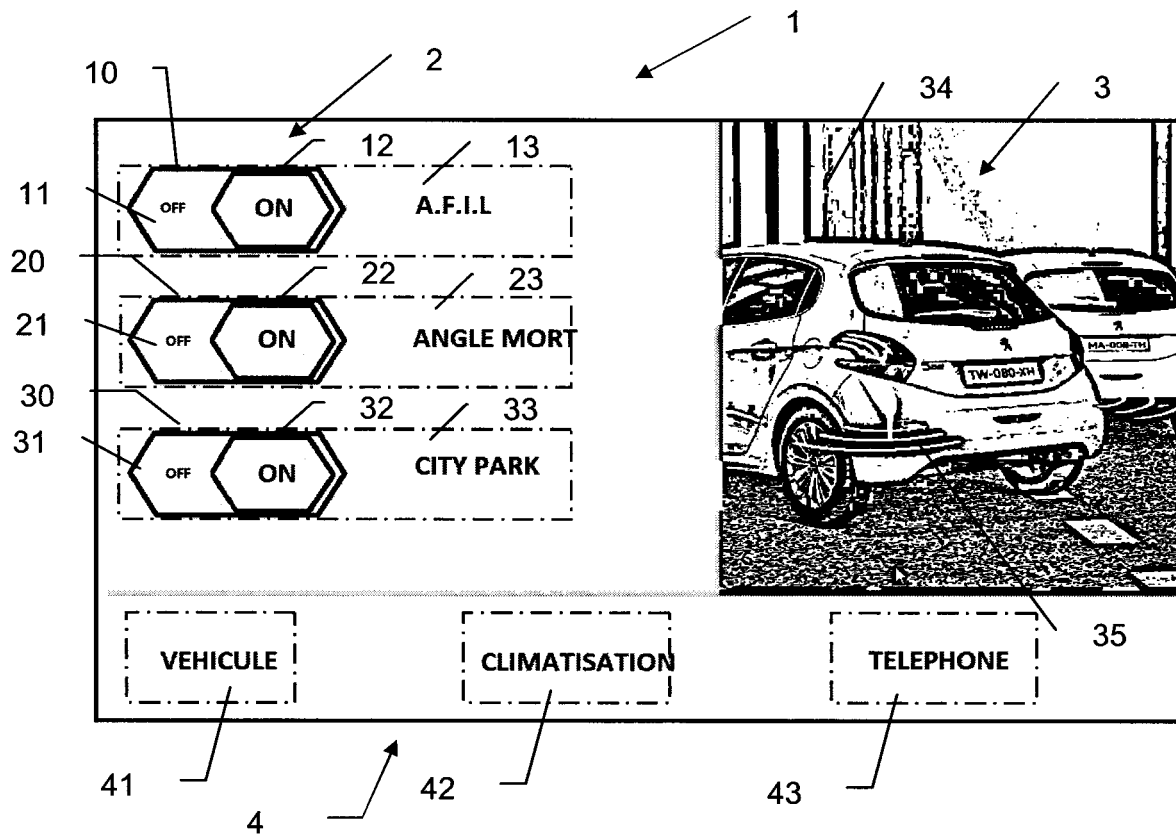 1
2
10
34
3
12
13
11
OFF
ON
A.F.I.L
20
22
23
21
OFF
ON
ANGLE MORT
MA-008-TH
TW-080-XH
30
32
33
31
OFF
ON
CITY PARK
35
VEHICULE
CLIMATISATION
TELEPHONE
41
42
43
4